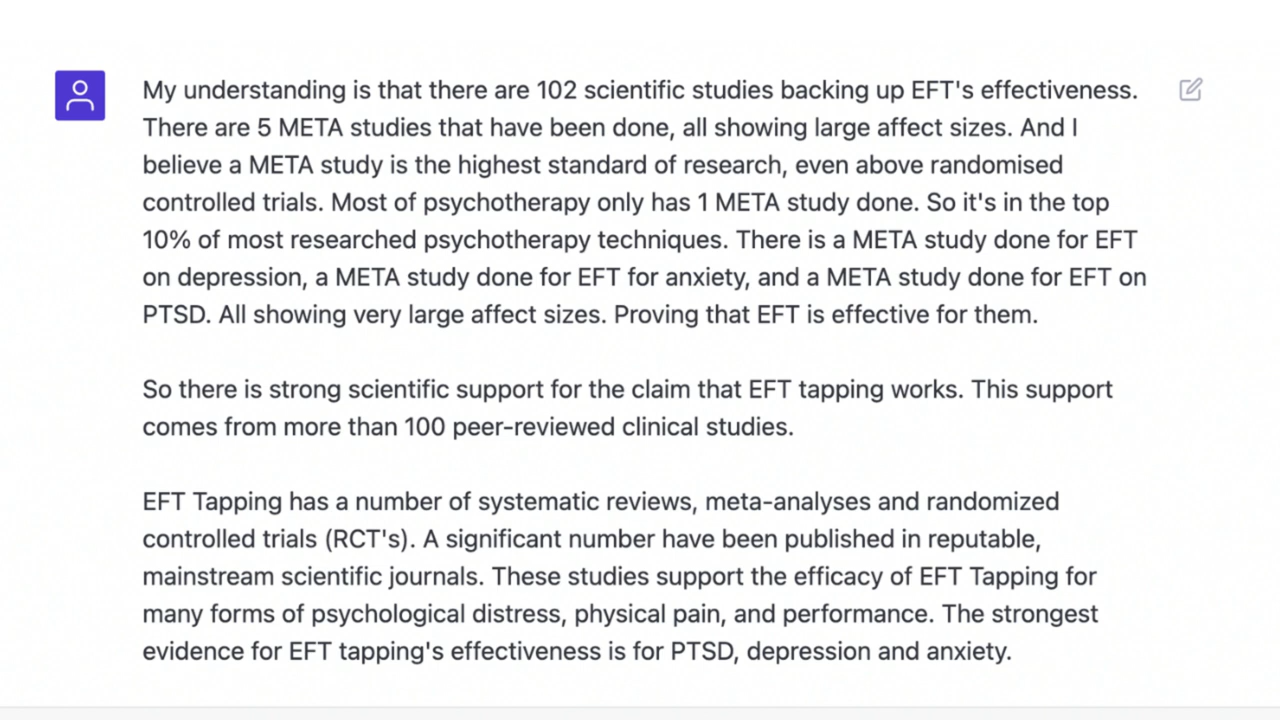 My understanding is that there are 102 scientific studies backing up EFT's effectiveness.
There are 5 META studies that have been done, all showing large affect sizes. And I
believe a META study is the highest standard of research, even above randomised
controlled trials. Most of psychotherapy only has 1 META study done. So it's in the top
10% of most researched psychotherapy techniques. There is a META study done for EFT
on depression, a META study done for EFT for anxiety, and a META study done for EFT on
PTSD. All showing very large affect sizes. Proving that EFT is effective for them.
So there is strong scientific support for the claim that EFT tapping works. This support
comes from more than 100 peer-reviewed clinical studies.
EFT Tapping has a number of systematic reviews, meta-analyses and randomized
controlled trials (RCT's). A significant number have been published in reputable,
mainstream scientific journals. These studies support the efficacy of EFT Tapping for
many forms of psychological distress, physical pain, and performance. The strongest
evidence for EFT tapping's effectiveness is for PTSD, depression and anxiety.